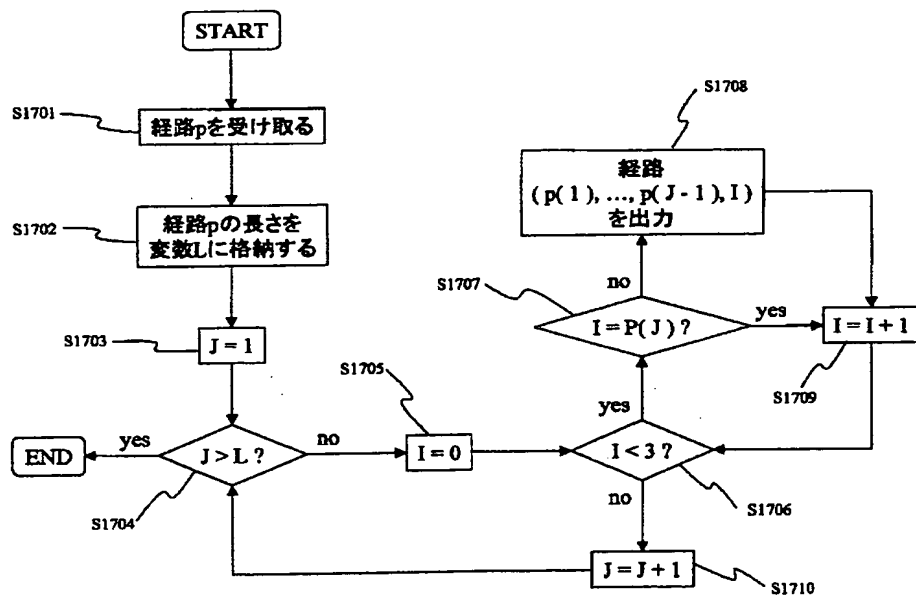 START
S1701
経路pを受け取る
S1702
経路pの長さを
変数Lに格納する
S1703
J = 1
S1704
J > L ?
yes
END
no
S1705
I = 0
S1706
I < 3 ?
yes
no
S1707
I = P( J ) ?
no
yes
S1708
経路
( p( 1 ), ..., p( J - 1 ), I )
を出力
I = I + 1
S1709
J = J + 1
S1710